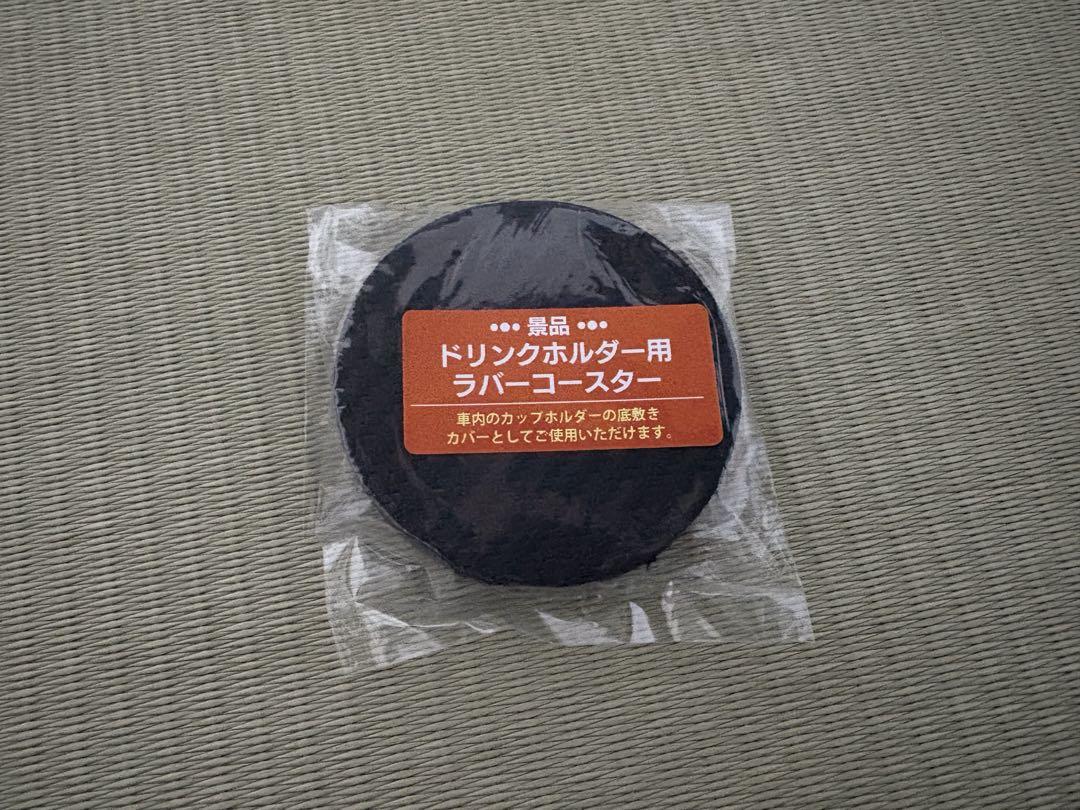 ••• 景品 •••
ドリンクホルダー用
ラバーコースター
車内のカップホルダーの底敷き
カバーとしてご使用いただけます。